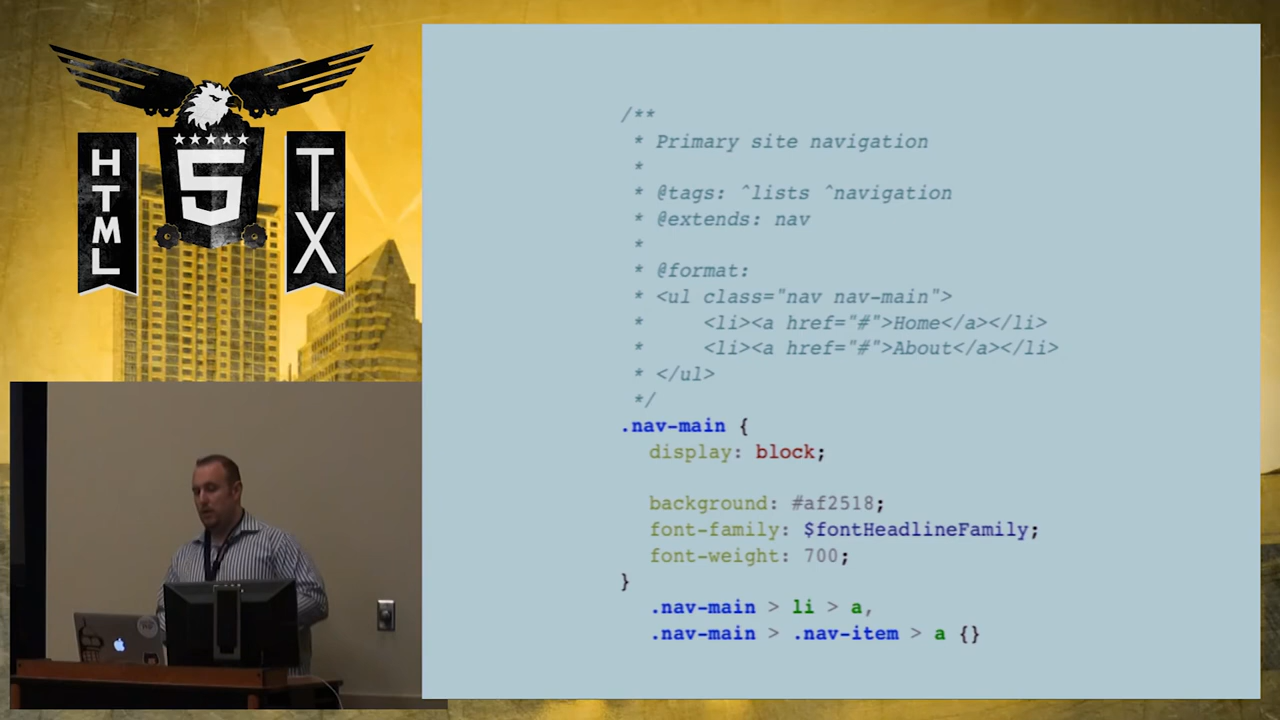 HTML
5
TX
/**
* Primary site navigation
*
* @tags: ^lists ^navigation
* @extends: nav
*
* @format:
* <ul class="nav nav-main">
*     <li><a href="#">Home</a></li>
*     <li><a href="#">About</a></li>
* </ul>
*/
.nav-main {
display: block;
background: #af2518;
font-family: $fontHeadlineFamily;
font-weight: 700;
}
.nav-main > li > a,
.nav-main > .nav-item > a {}